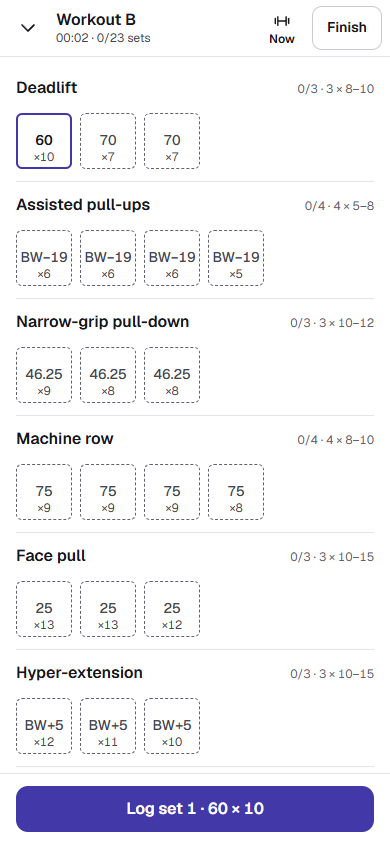 Workout B
00:02 · 0/23 sets
Now
Finish
Deadlift
0/3 · 3 × 8–10
60 70 70
×10 ×7 ×7
Assisted pull-ups
0/4 · 4 × 5–8
BW−19 BW−19 BW−19 BW−19
×6 ×6 ×6 ×5
Narrow-grip pull-down
0/3 · 3 × 10–12
46.25 46.25 46.25
×9 ×8 ×8
Machine row
0/4 · 4 × 8–10
75 75 75 75
×9 ×9 ×9 ×8
Face pull
0/3 · 3 × 10–15
25 25 25
×13 ×13 ×12
Hyper-extension
0/3 · 3 × 10–15
BW+5 BW+5 BW+5
×12 ×11 ×10
Log set 1 · 60 × 10